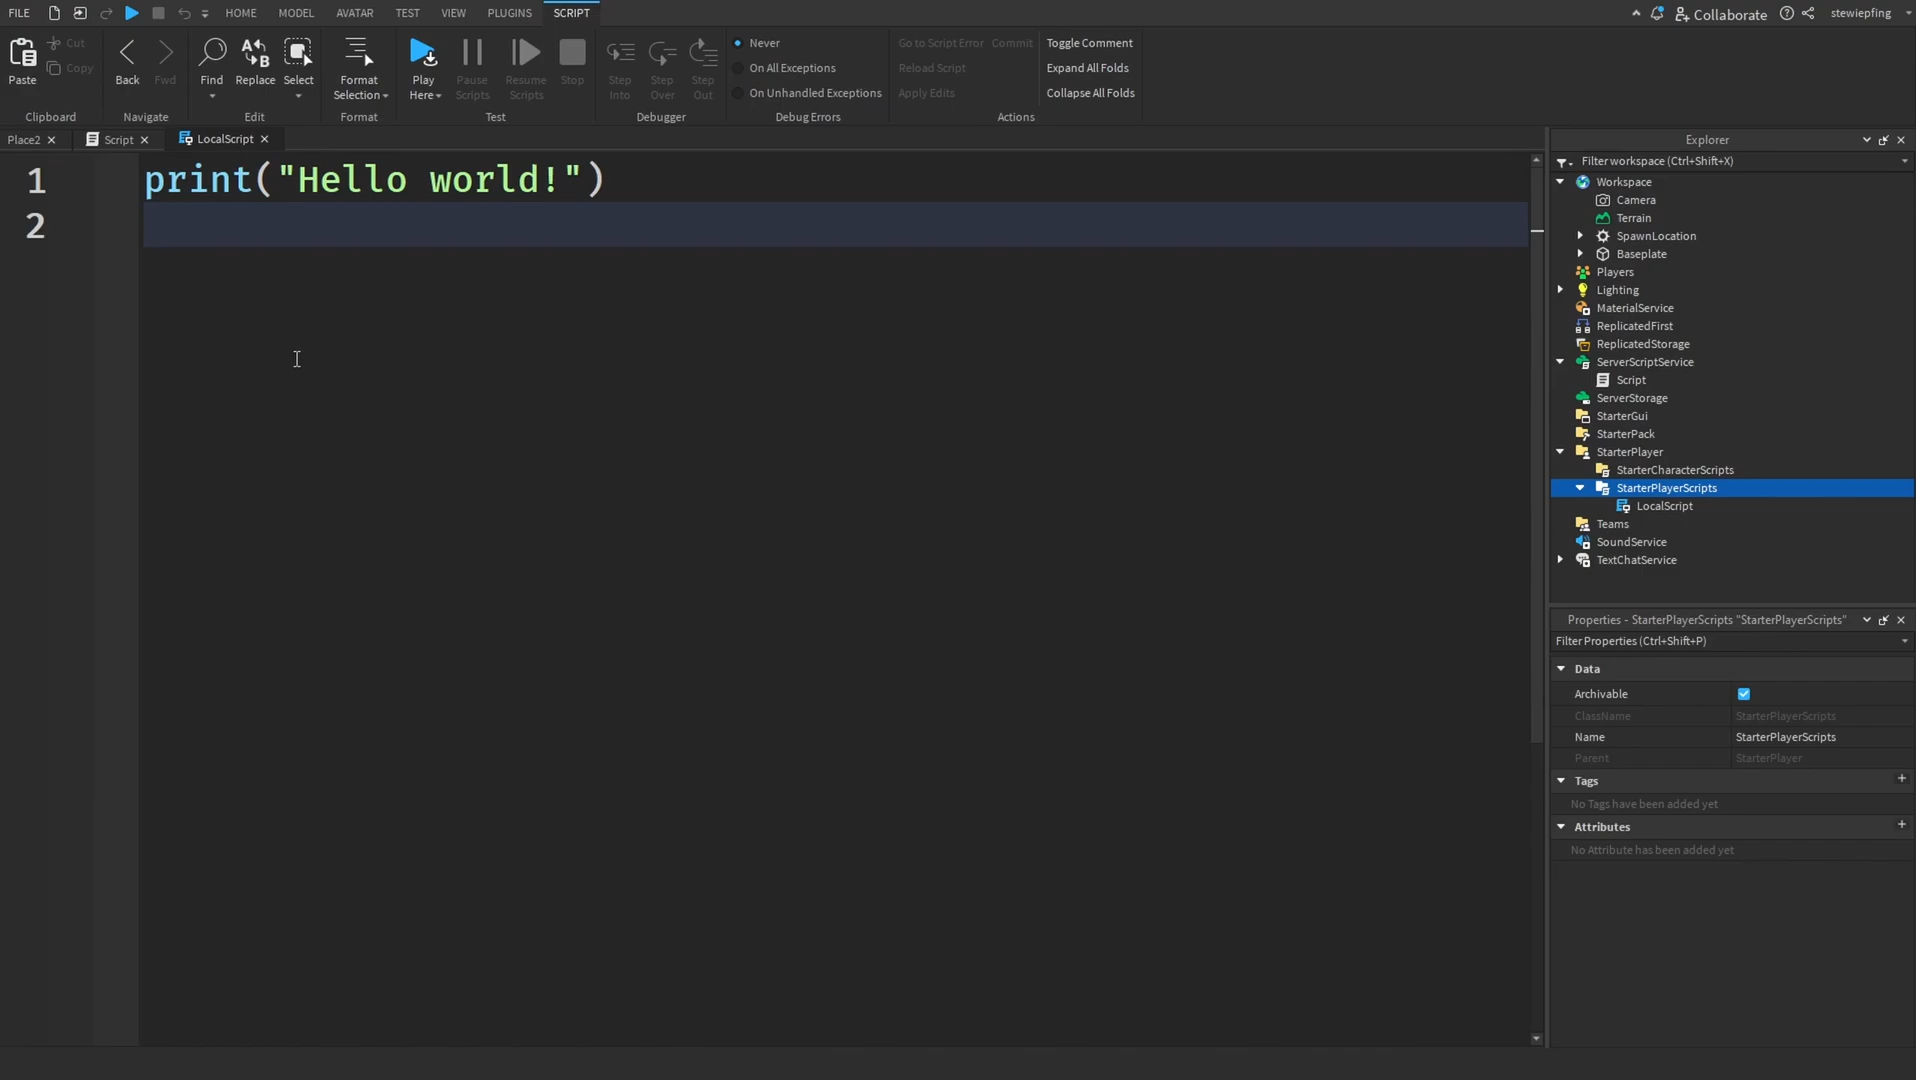 FILE HOME MODEL AVATAR TEST VIEW PLUGINS SCRIPT Collaborate stewiepfing
Paste Cut Copy Back Fwd Find Replace Select Format Selection Play Here Pause Scripts Resume Scripts Stop Step Into Step Over Step Out
Never
On All Exceptions
On Unhandled Exceptions
Go to Script Error Commit
Reload Script
Apply Edits
Toggle Comment
Expand All Folds
Collapse All Folds
Clipboard Navigate Edit Format Test Debugger Debug Errors Actions
Place2 Script LocalScript
1 print("Hello world!")
2
Explorer
Filter workspace (Ctrl+Shift+X)
Workspace
Camera
Terrain
SpawnLocation
Baseplate
Players
Lighting
MaterialService
ReplicatedFirst
ReplicatedStorage
ServerScriptService
Script
ServerStorage
StarterGui
StarterPack
StarterPlayer
StarterCharacterScripts
StarterPlayerScripts
LocalScript
Teams
SoundService
TextChatService
Properties - StarterPlayerScripts "StarterPlayerScripts"
Filter Properties (Ctrl+Shift+P)
Data
Archivable
ClassName StarterPlayerScripts
Name StarterPlayerScripts
Parent StarterPlayer
Tags +
No Tags have been added yet
Attributes +
No Attribute has been added yet